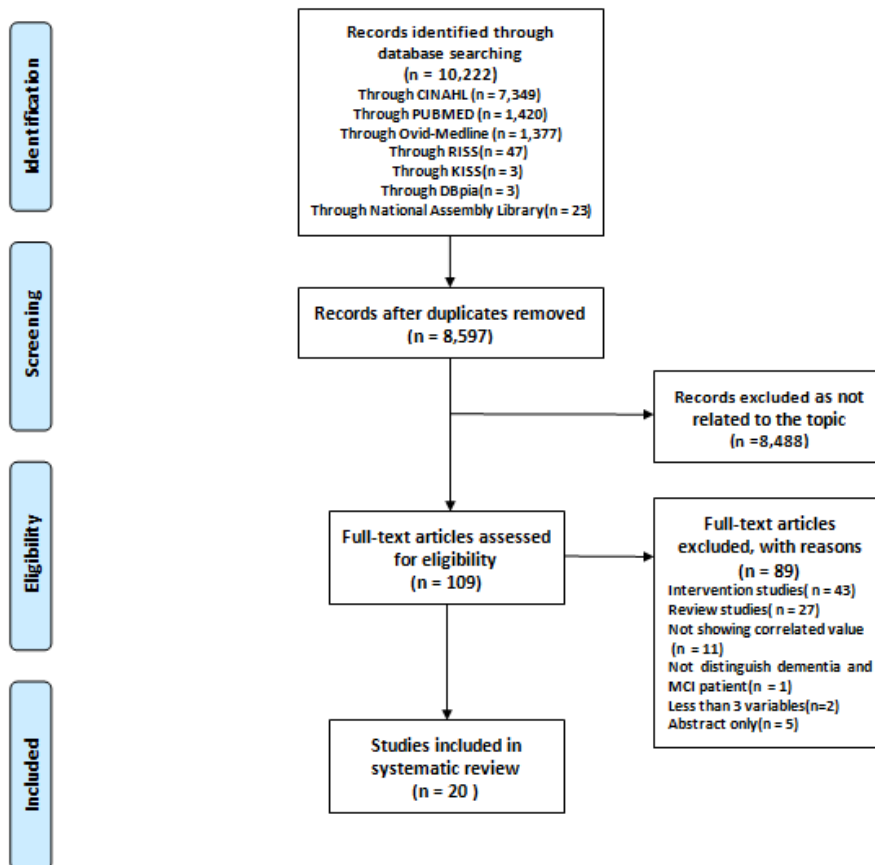 Identification
Records identified through
database searching
(n = 10,222)
Through CINAHL (n = 7,349)
Through PUBMED (n = 1,420)
Through Ovid-Medline (n = 1,377)
Through RISS(n = 47)
Through KISS(n = 3)
Through DBpia(n = 3)
Through National Assembly Library(n = 23)
Screening
Records after duplicates removed
(n = 8,597)
Records excluded as not
related to the topic
(n =8,488)
Eligibility
Full-text articles assessed
for eligibility
(n = 109)
Full-text articles
excluded, with reasons
(n = 89)
Intervention studies( n = 43)
Review studies( n = 27)
Not showing correlated value
(n = 11)
Not distinguish dementia and
MCI patient(n = 1)
Less than 3 variables(n=2)
Abstract only(n = 5)
Included
Studies included in
systematic review
(n = 20 )